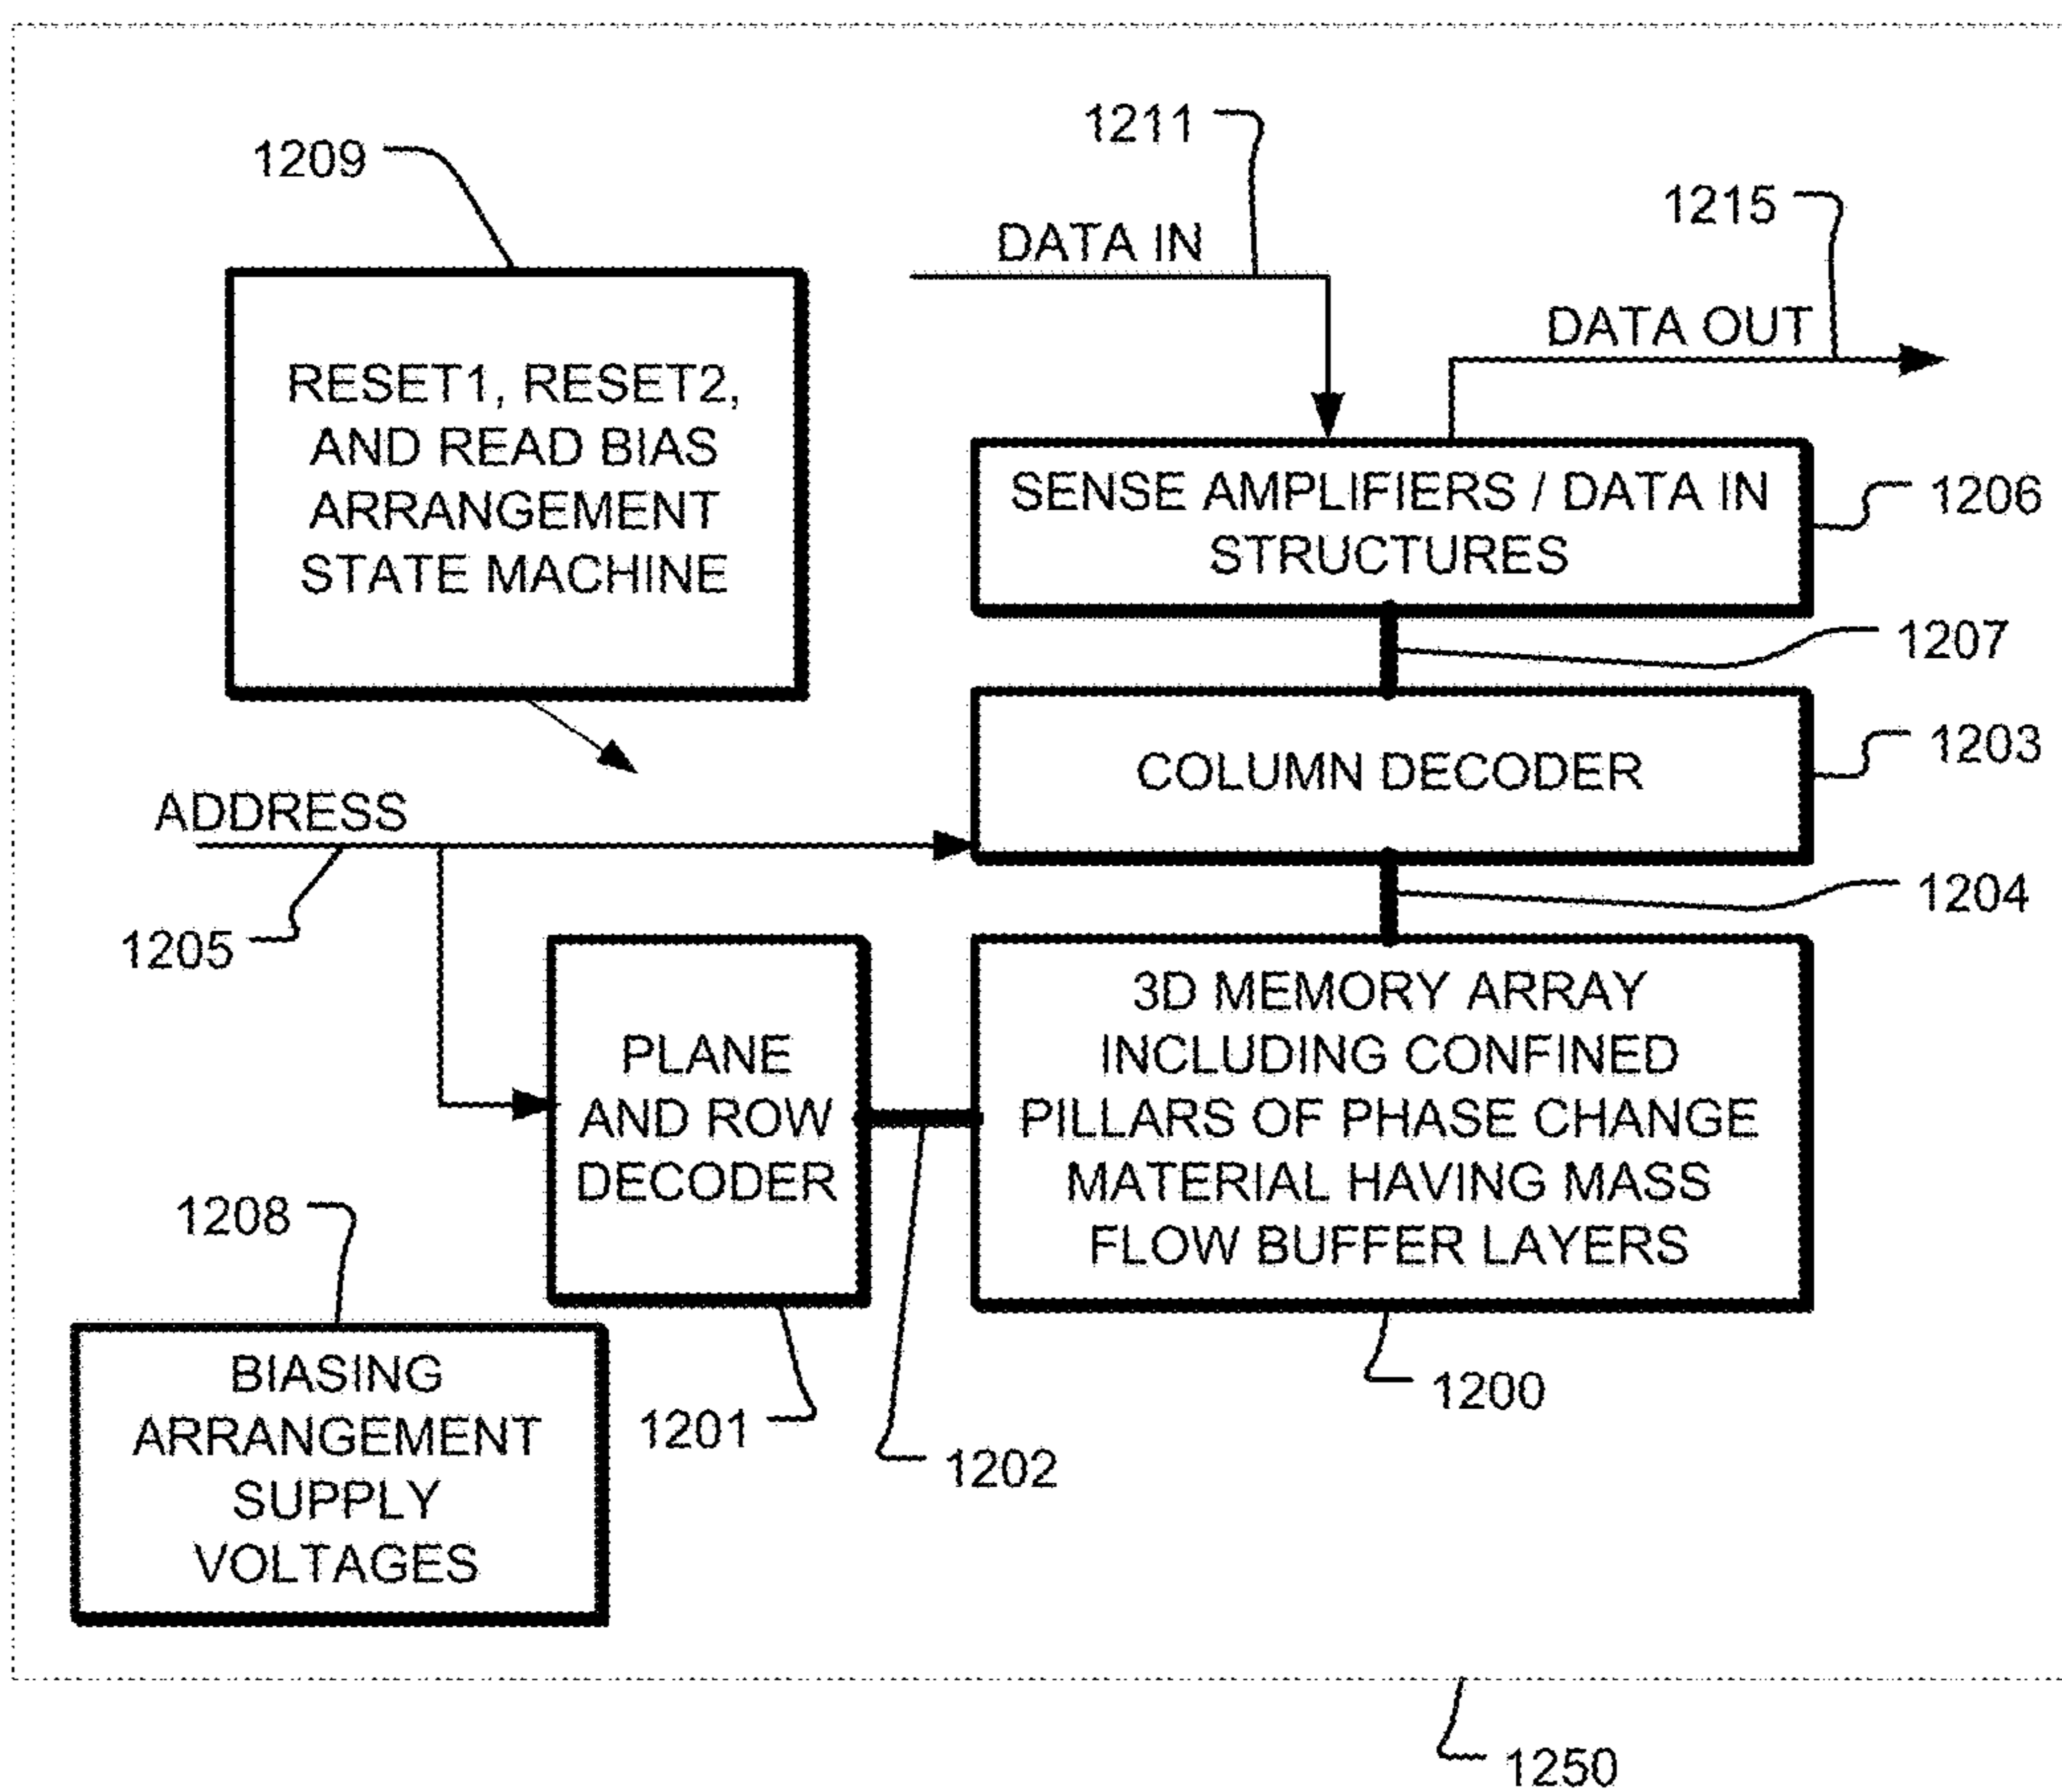 1211
1209
1215
DATA IN
DATA OUT
RESET1, RESET2,
AND READ BIAS
ARRANGEMENT
STATE MACHINE
SENSE AMPLIFIERS / DATA IN
STRUCTURES
1206
1207
COLUMN DECODER
1203
ADDRESS
1205
1204
PLANE
AND ROW
DECODER
3D MEMORY ARRAY
INCLUDING CONFINED
PILLARS OF PHASE CHANGE
MATERIAL HAVING MASS
FLOW BUFFER LAYERS
1208
BIASING
ARRANGEMENT
SUPPLY
VOLTAGES
1201
1202
1200
1250